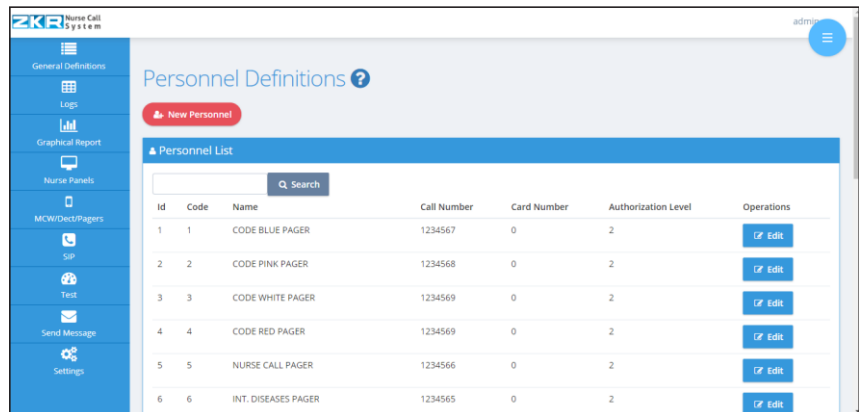 ZKR Nurse Call
System
admin
General Definitions
Logs
Graphical Report
Nurse Panels
MCW/Dect/Pagers
SIP
Test
Send Message
Settings
Personnel Definitions ?
New Personnel
Personnel List
Search
Id Code Name Call Number Card Number Authorization Level Operations
1 1 CODE BLUE PAGER 1234567 0 2 Edit
2 2 CODE PINK PAGER 1234568 0 2 Edit
3 3 CODE WHITE PAGER 1234569 0 2 Edit
4 4 CODE RED PAGER 1234569 0 2 Edit
5 5 NURSE CALL PAGER 1234566 0 2 Edit
6 6 INT. DISEASES PAGER 1234565 0 2 Edit